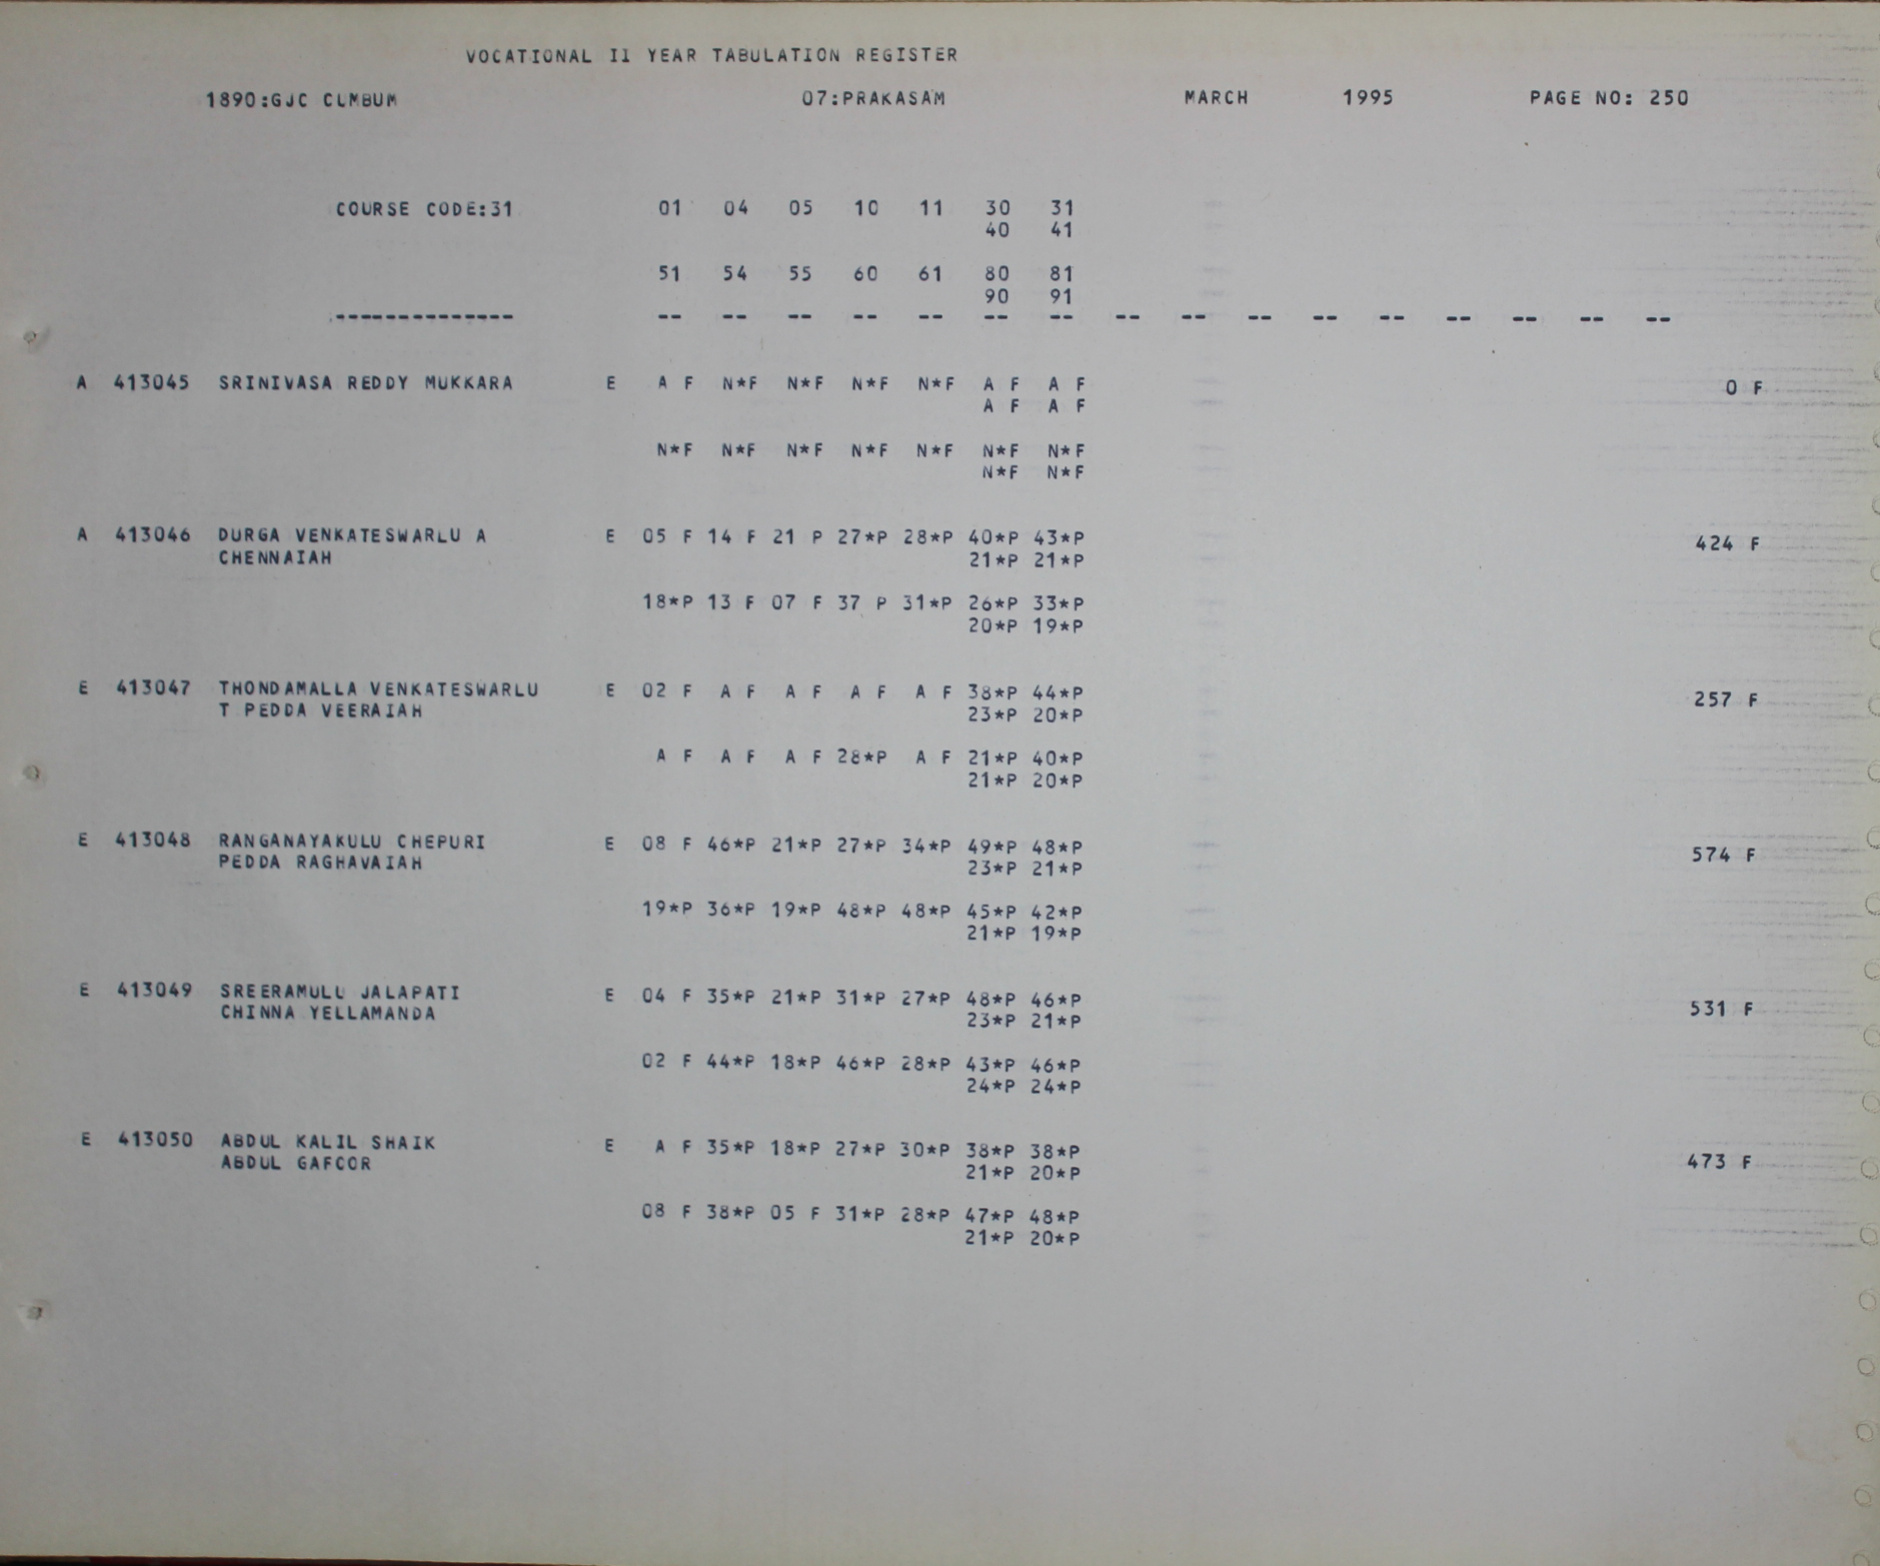 VOCATIONAL II YEAR TABULATION REGISTER
1890:GJC CLMBUM 07:PRAKASAM MARCH 1995 PAGE NO: 250
COURSE CODE:31 01 04 05 10 11 30 31
40 41
51 54 55 60 61 80 81
90 91
-------------- -- -- -- -- -- -- -- -- -- -- -- -- -- -- -- --
A 413045 SRINIVASA REDDY MUKKARA E A F N*F N*F N*F N*F A F A F 0 F
A F A F
N*F N*F N*F N*F N*F N*F N*F
N*F N*F
A 413046 DURGA VENKATESWARLU A E 05 F 14 F 21 P 27*P 28*P 40*P 43*P 424 F
CHENNAIAH 21*P 21*P
18*P 13 F 07 F 37 P 31*P 26*P 33*P
20*P 19*P
E 413047 THONDAMALLA VENKATESWARLU E 02 F A F A F A F A F 38*P 44*P 257 F
T PEDDA VEERAIAH 23*P 20*P
A F A F A F 28*P A F 21*P 40*P
21*P 20*P
E 413048 RANGANAYAKULU CHEPURI E 08 F 46*P 21*P 27*P 34*P 49*P 48*P 574 F
PEDDA RAGHAVAIAH 23*P 21*P
19*P 36*P 19*P 48*P 48*P 45*P 42*P
21*P 19*P
E 413049 SREERAMULU JALAPATI E 04 F 35*P 21*P 31*P 27*P 48*P 46*P 531 F
CHINNA YELLAMANDA 23*P 21*P
02 F 44*P 18*P 46*P 28*P 43*P 46*P
24*P 24*P
E 413050 ABDUL KALIL SHAIK E A F 35*P 18*P 27*P 30*P 38*P 38*P 473 F
ABDUL GAFCOR 21*P 20*P
08 F 38*P 05 F 31*P 28*P 47*P 48*P
21*P 20*P